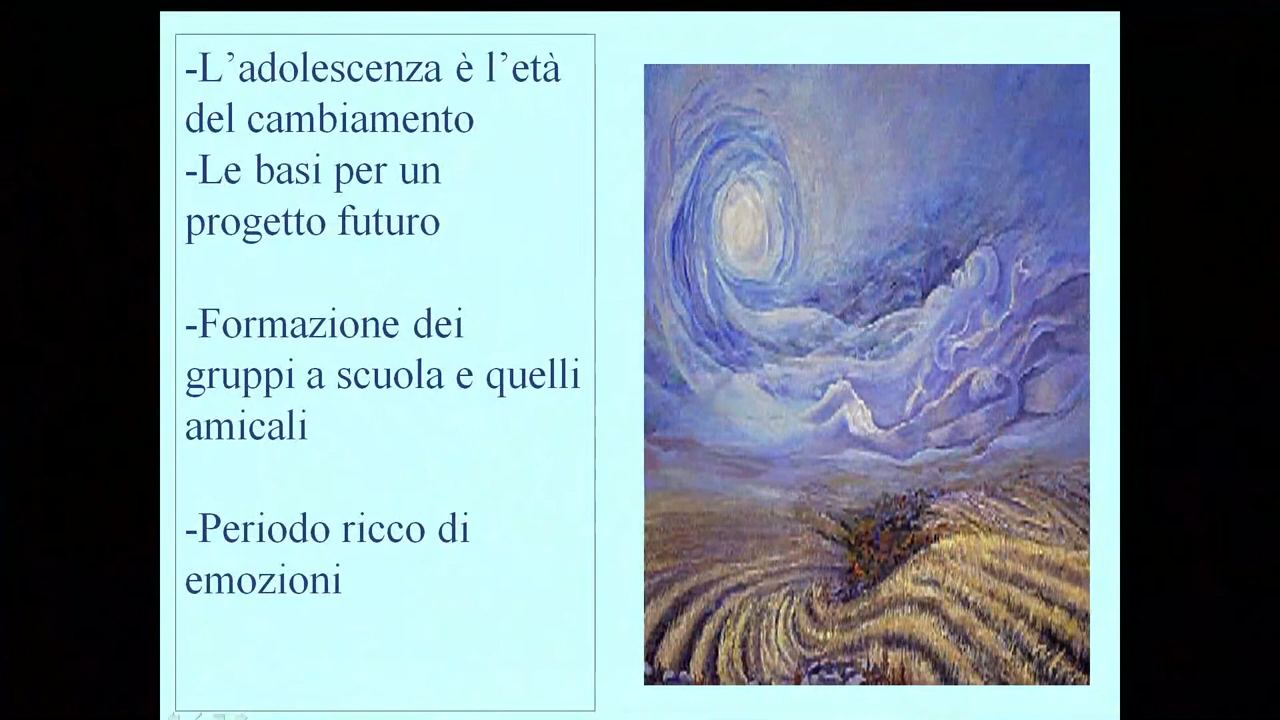 -L’adolescenza è l’età
del cambiamento
-Le basi per un
progetto futuro
-Formazione dei
gruppi a scuola e quelli
amicali
-Periodo ricco di
emozioni